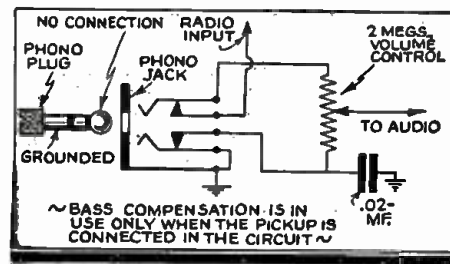 NO CONNECTION
RADIO
INPUT
2 MEGS.
VOLUME
CONTROL
PHONO
PLUG
PHONO
JACK
GROUNDED
TO AUDIO
.02-
MF.
~BASS COMPENSATION IS IN
USE ONLY WHEN THE PICKUP IS
CONNECTED IN THE CIRCUIT~